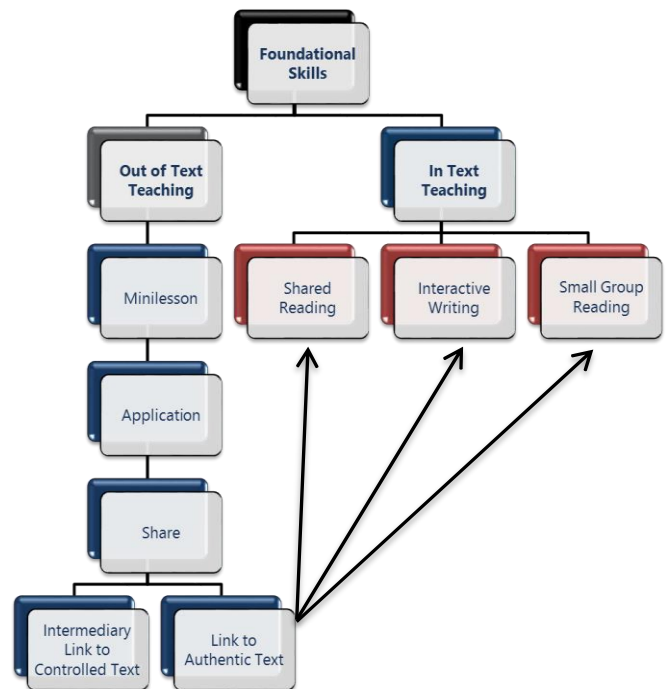 Foundational
Skills
Out of Text
Teaching
In Text
Teaching
Minilesson
Shared
Reading
Interactive
Writing
Small Group
Reading
Application
Share
Intermediary
Link to
Controlled Text
Link to
Authentic Text